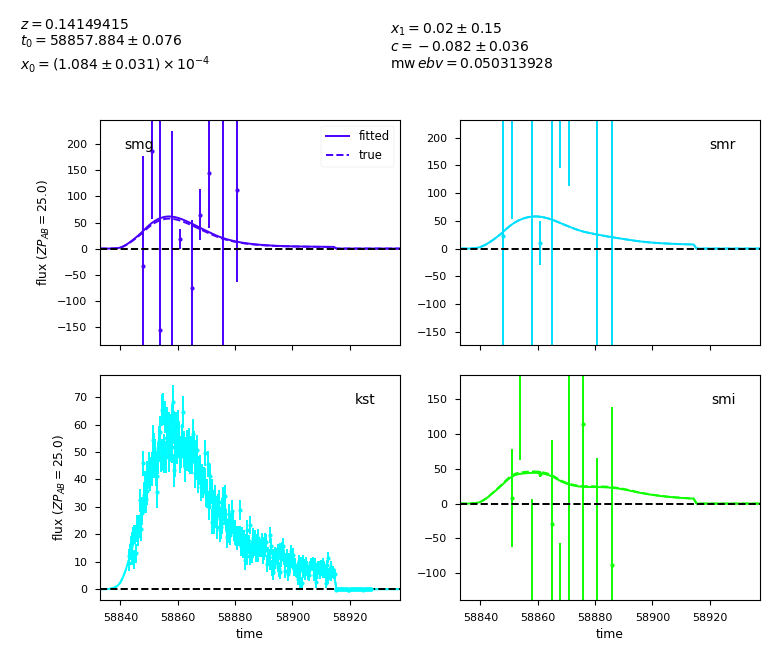 z = 0.14149415
t₀ = 58857.884 ± 0.076
x₀ = (1.084 ± 0.031) × 10⁻⁴
x₁ = 0.02 ± 0.15
c = −0.082 ± 0.036
mw ebv = 0.050313928
smg
fitted
true
200
150
100
50
0
−50
−100
−150
flux (ZP_AB = 25.0)
smr
200
150
100
50
0
−50
−100
−150
kst
70
60
50
40
30
20
10
0
flux (ZP_AB = 25.0)
58840 58860 58880 58900 58920
time
smi
150
100
50
0
−50
−100
58840 58860 58880 58900 58920
time